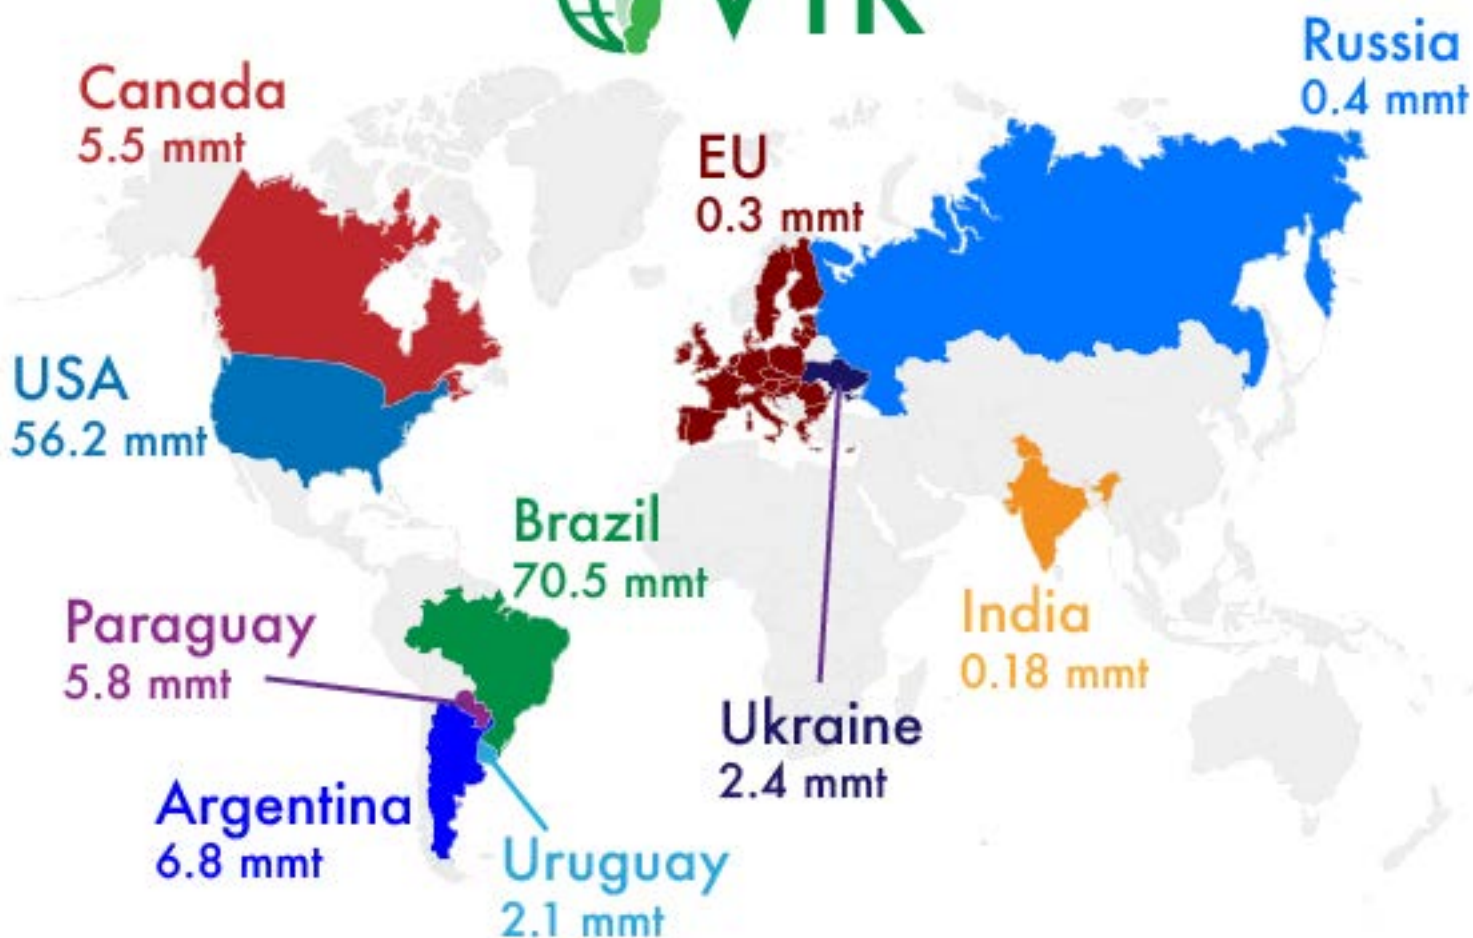 Canada
5.5 mmt
Russia
0.4 mmt
EU
0.3 mmt
USA
56.2 mmt
Brazil
70.5 mmt
Paraguay
5.8 mmt
India
0.18 mmt
Ukraine
2.4 mmt
Argentina
6.8 mmt
Uruguay
2.1 mmt